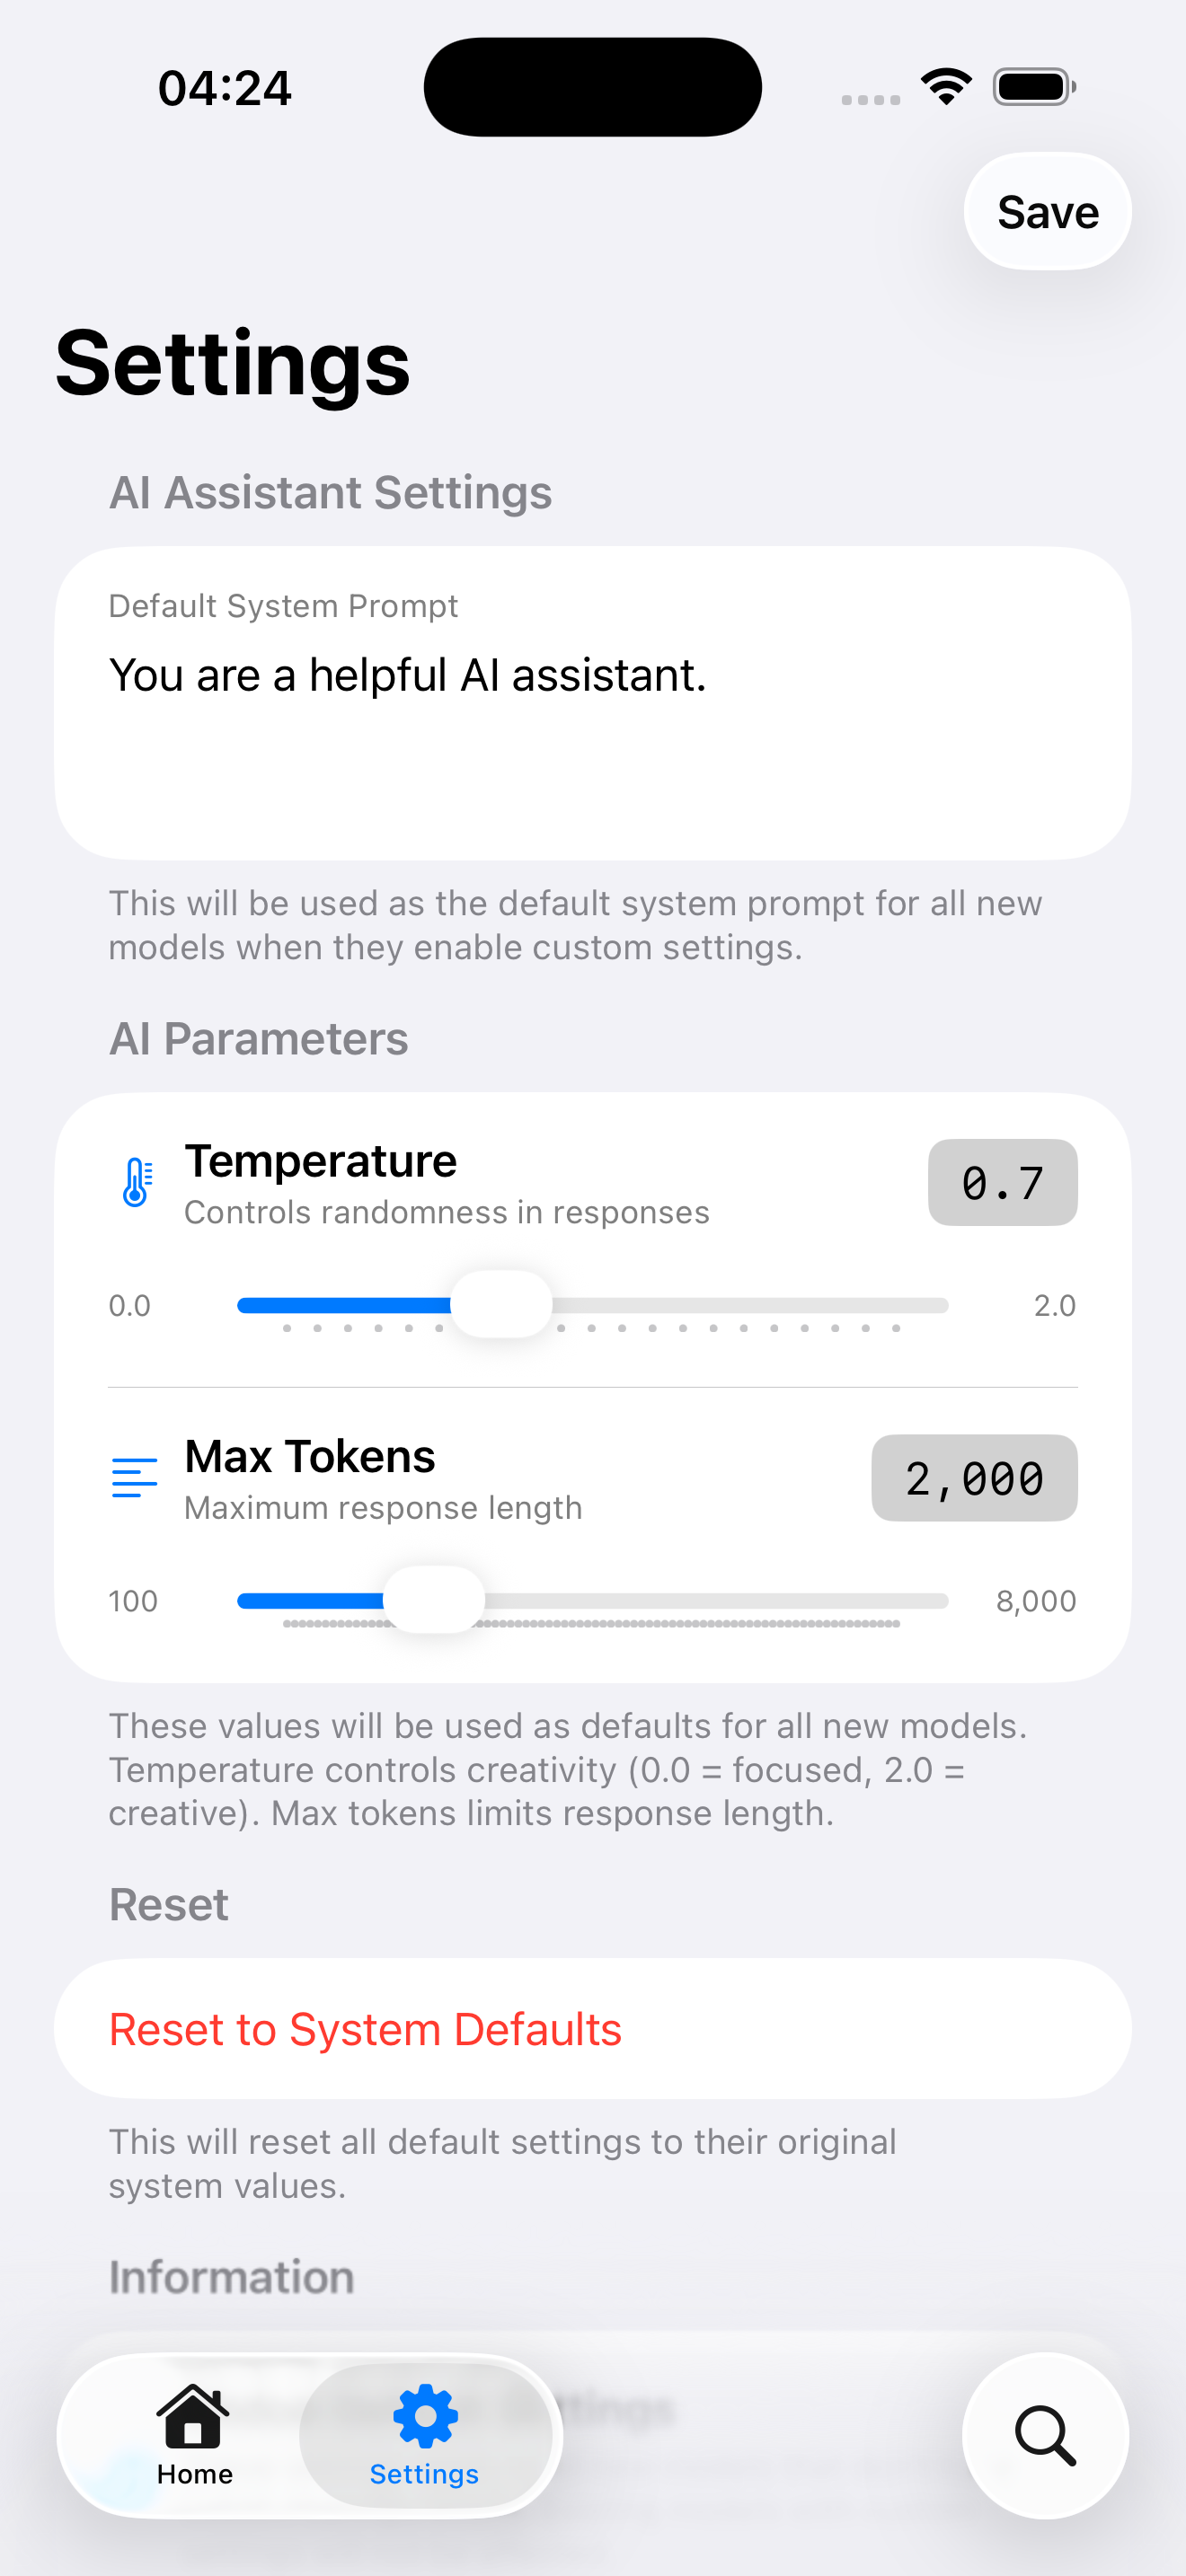 04:24
Save
Settings
AI Assistant Settings
Default System Prompt
You are a helpful AI assistant.
This will be used as the default system prompt for all new
models when they enable custom settings.
AI Parameters
Temperature
Controls randomness in responses
0.7
0.0
2.0
Max Tokens
Maximum response length
2,000
100
8,000
These values will be used as defaults for all new models.
Temperature controls creativity (0.0 = focused, 2.0 =
creative). Max tokens limits response length.
Reset
Reset to System Defaults
This will reset all default settings to their original
system values.
Information
Home
Settings